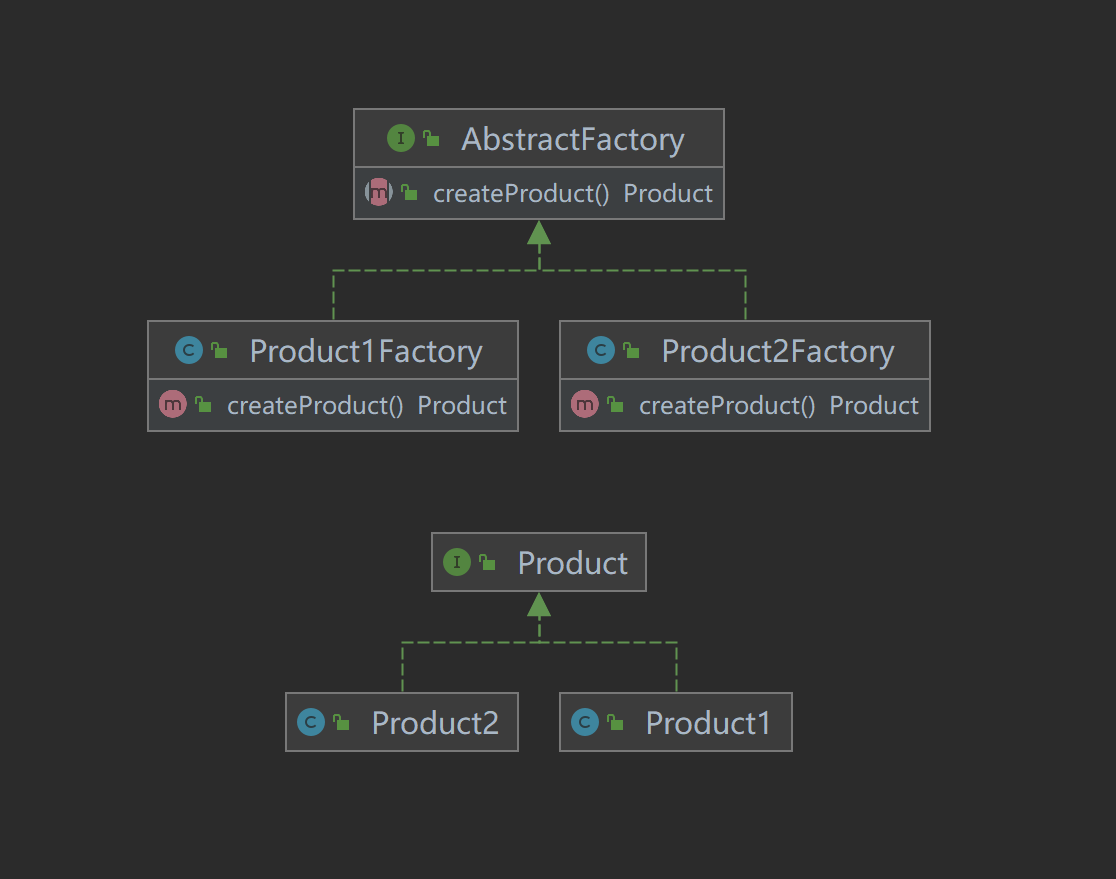 I AbstractFactory
m createProduct() Product
C Product1Factory
m createProduct() Product
C Product2Factory
m createProduct() Product
I Product
C Product2
C Product1